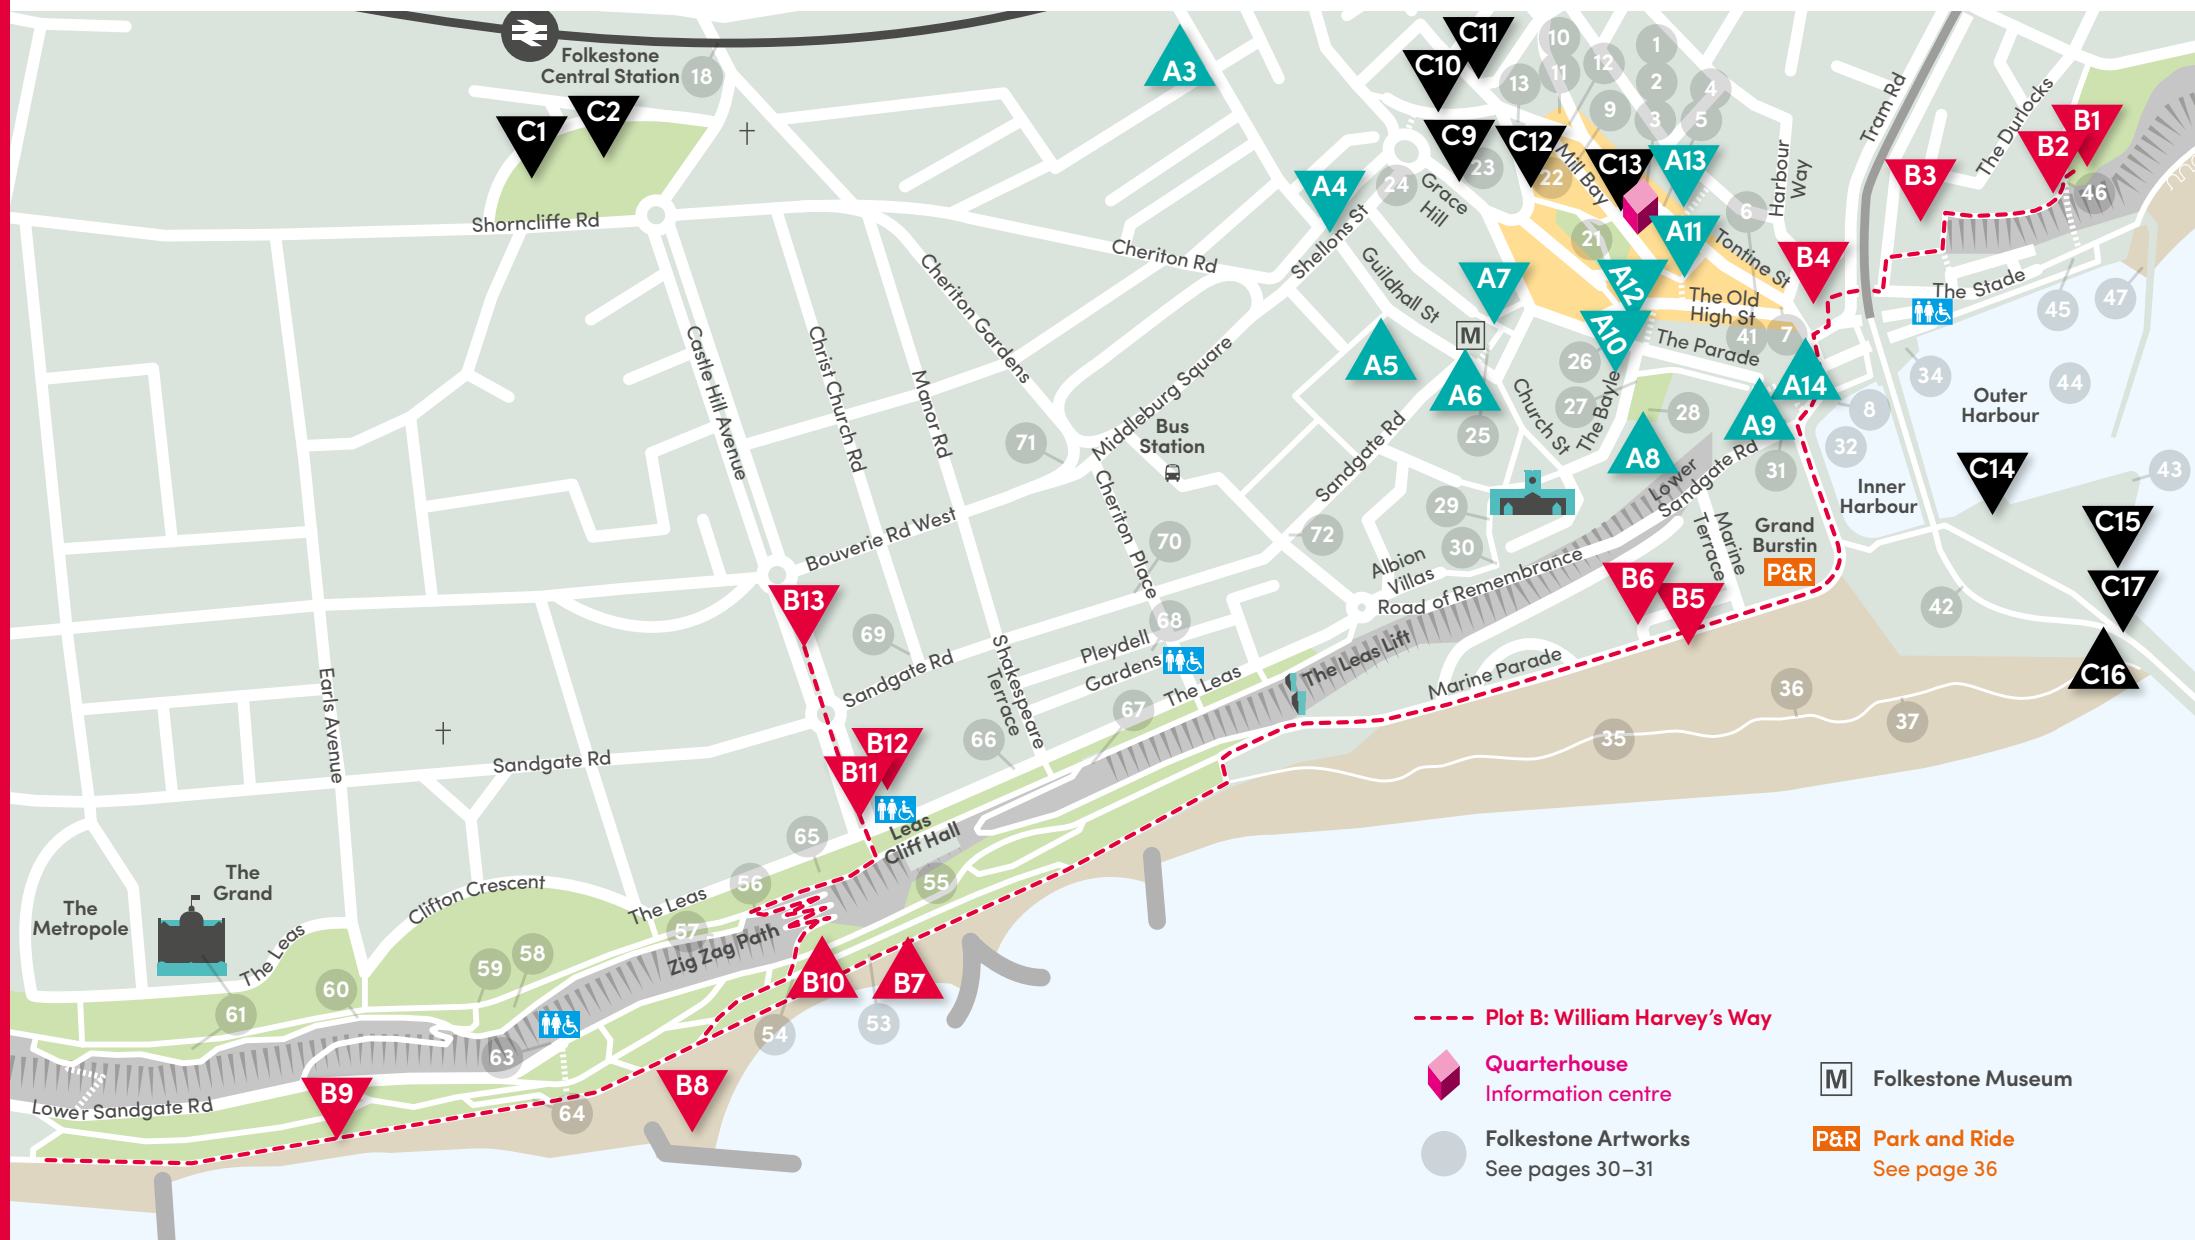 C11
10
1
Folkestone
Central Station
18
A3
C10
11
12
13
2
4
9
3
5
C1
C2
C9
C12
23
22
Mill Bay
C13
A13
Tram Rd
The Durlocks
B1
B2
B3
46
A4
24
Grace
Hill
Harbour
Way
6
21
A11
Tontine St
B4
Shorncliffe Rd
Cheriton Rd
Shellons St
Guildhall St
A7
A12
The Old
High St
The Stade
45
47
Cheriton Gardens
M
A10
41
7
The Parade
Castle Hill Avenue
Christ Church Rd
Manor Rd
Middleburg Square
A5
A6
26
A14
34
44
Outer
Harbour
Church St
The Bayle
27
28
A9
8
71
Bus
Station
25
A8
32
31
Sandgate Rd
Lower
Sandgate Rd
C14
43
Inner
Harbour
Cheriton Place
29
Marine
Terrace
Grand
Burstin
P&R
C15
Bouverie Rd West
70
72
30
Albion
Villas
Road of Remembrance
B6
B5
C17
42
B13
69
68
Pleydell
Gardens
The Leas
The Leas Lift
Marine Parade
C16
Sandgate Rd
Shakespeare
Terrace
67
66
36
37
35
Earls Avenue
Sandgate Rd
B12
B11
Leas
Cliff Hall
65
55
56
The
Grand
The
Metropole
Clifton Crescent
The Leas
57
Zig Zag Path
The Leas
59
58
60
61
B10
B7
54
53
63
B9
B8
64
Lower Sandgate Rd
Plot B: William Harvey's Way
Quarterhouse
Information centre
M
Folkestone Museum
Folkestone Artworks
See pages 30–31
P&R
Park and Ride
See page 36